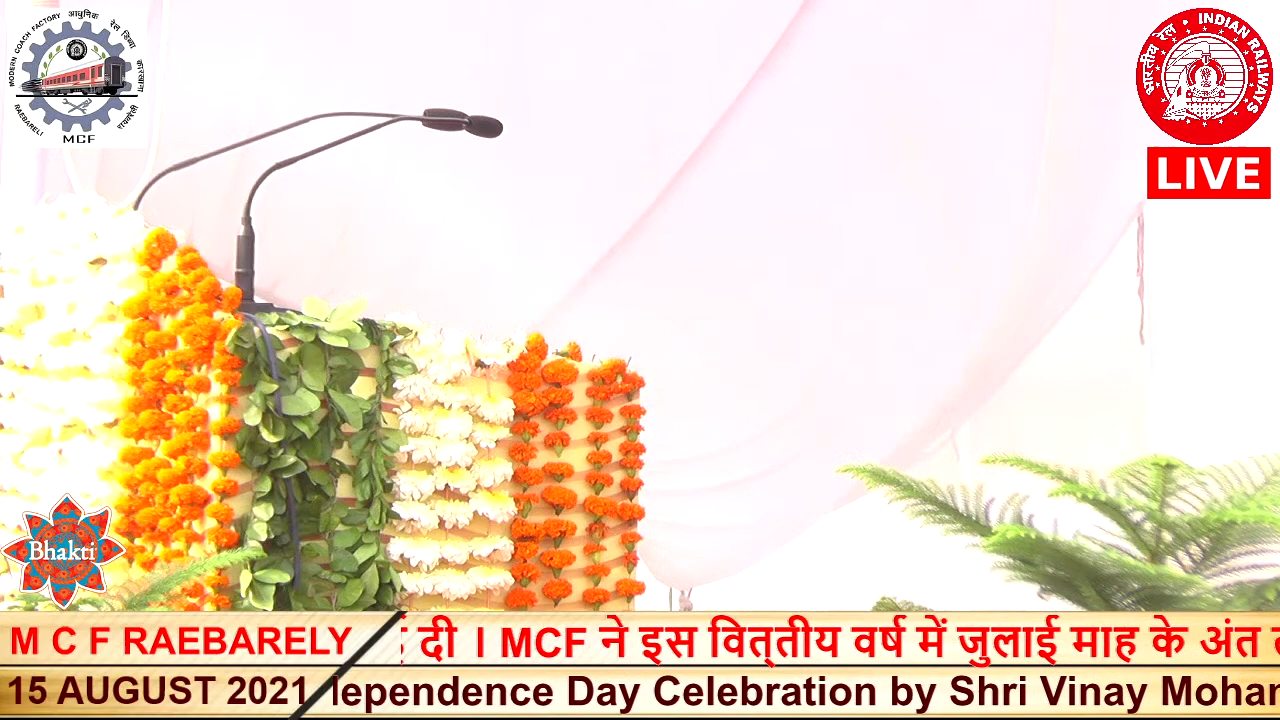 MODERN COACH FACTORY आधुनिक रेल डिब्बा कारखाना
RAEBARELI रायबरेली
MCF
भारतीय रेल • INDIAN RAILWAYS
LIVE
Bhakti
M C F RAEBARELY
दी । MCF ने इस वित्तीय वर्ष में जुलाई माह के अंत
15 AUGUST 2021
dependence Day Celebration by Shri Vinay Mohan